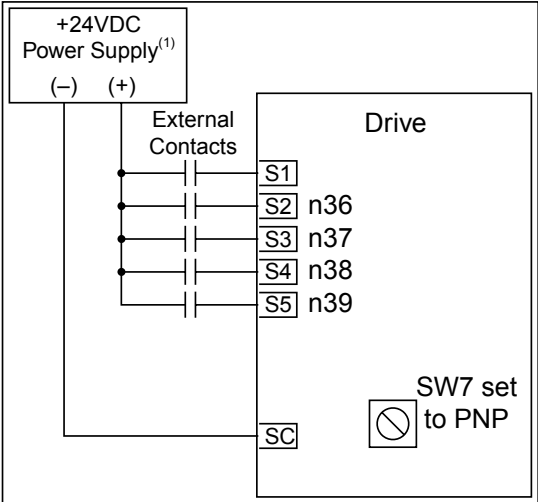 +24VDC
Power Supply(1)
(–) (+)
External
Contacts
Drive
S1
S2 n36
S3 n37
S4 n38
S5 n39
SW7 set
to PNP
SC